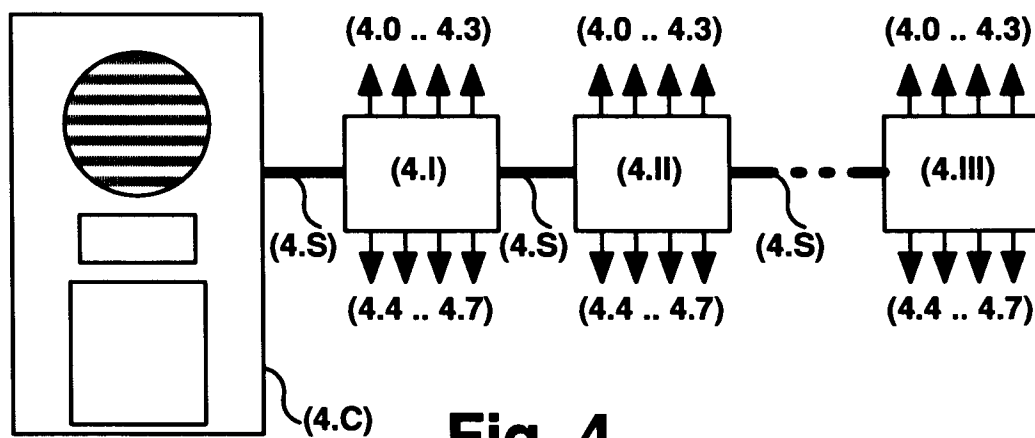 (4.0 .. 4.3) (4.0 .. 4.3) (4.0 .. 4.3)
(4.I) (4.II) (4.III)
(4.S) (4.S) (4.S)
(4.4 .. 4.7) (4.4 .. 4.7) (4.4 .. 4.7)
(4.C)
Fig. 4